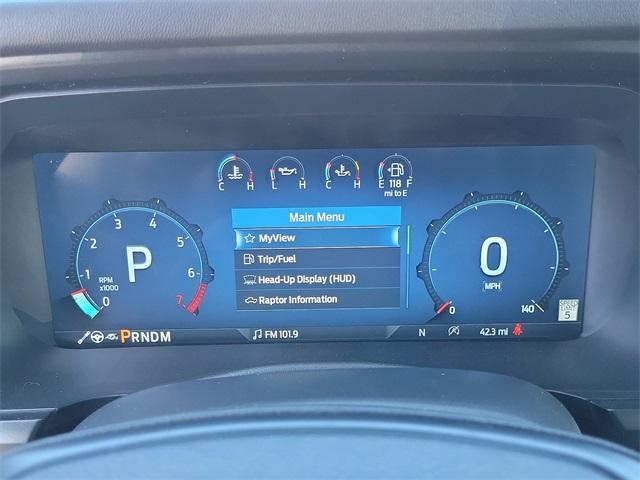 C H L H C H E 118 F
mi to E
Main Menu
MyView
Trip/Fuel
Head-Up Display (HUD)
Raptor Information
0 1 2 3 4 5 6 7
P
RPM
x1000
0
MPH
0 140
SPEED
LIMIT
5
PRNDM
FM 101.9
N
42.3 mi